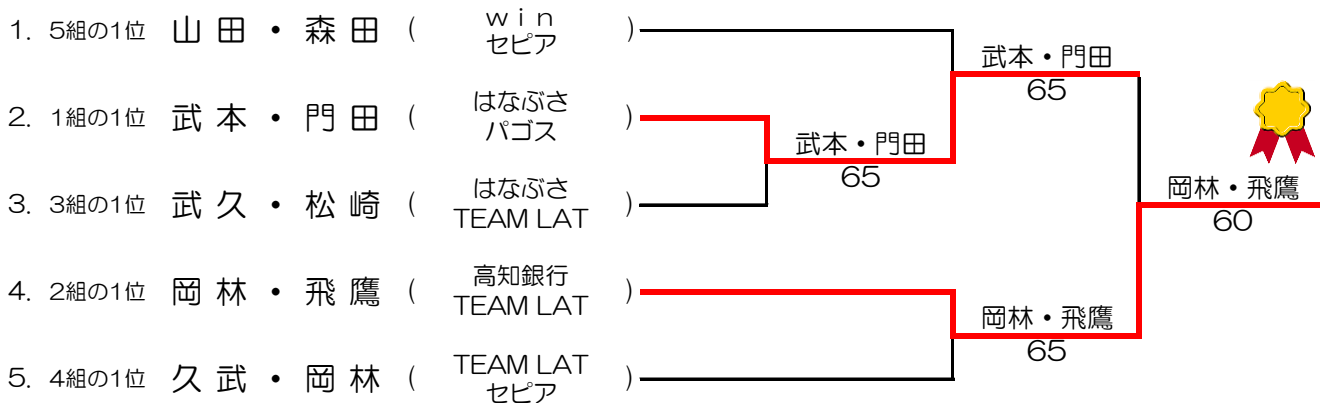 1. 5組の1位 山田・森田 ( win セピア )
武本・門田
65
2. 1組の1位 武本・門田 ( はなぶさ パゴス )
武本・門田
65
3. 3組の1位 武久・松崎 ( はなぶさ TEAM LAT )
岡林・飛鷹
60
4. 2組の1位 岡林・飛鷹 ( 高知銀行 TEAM LAT )
岡林・飛鷹
65
5. 4組の1位 久武・岡林 ( TEAM LAT セピア )